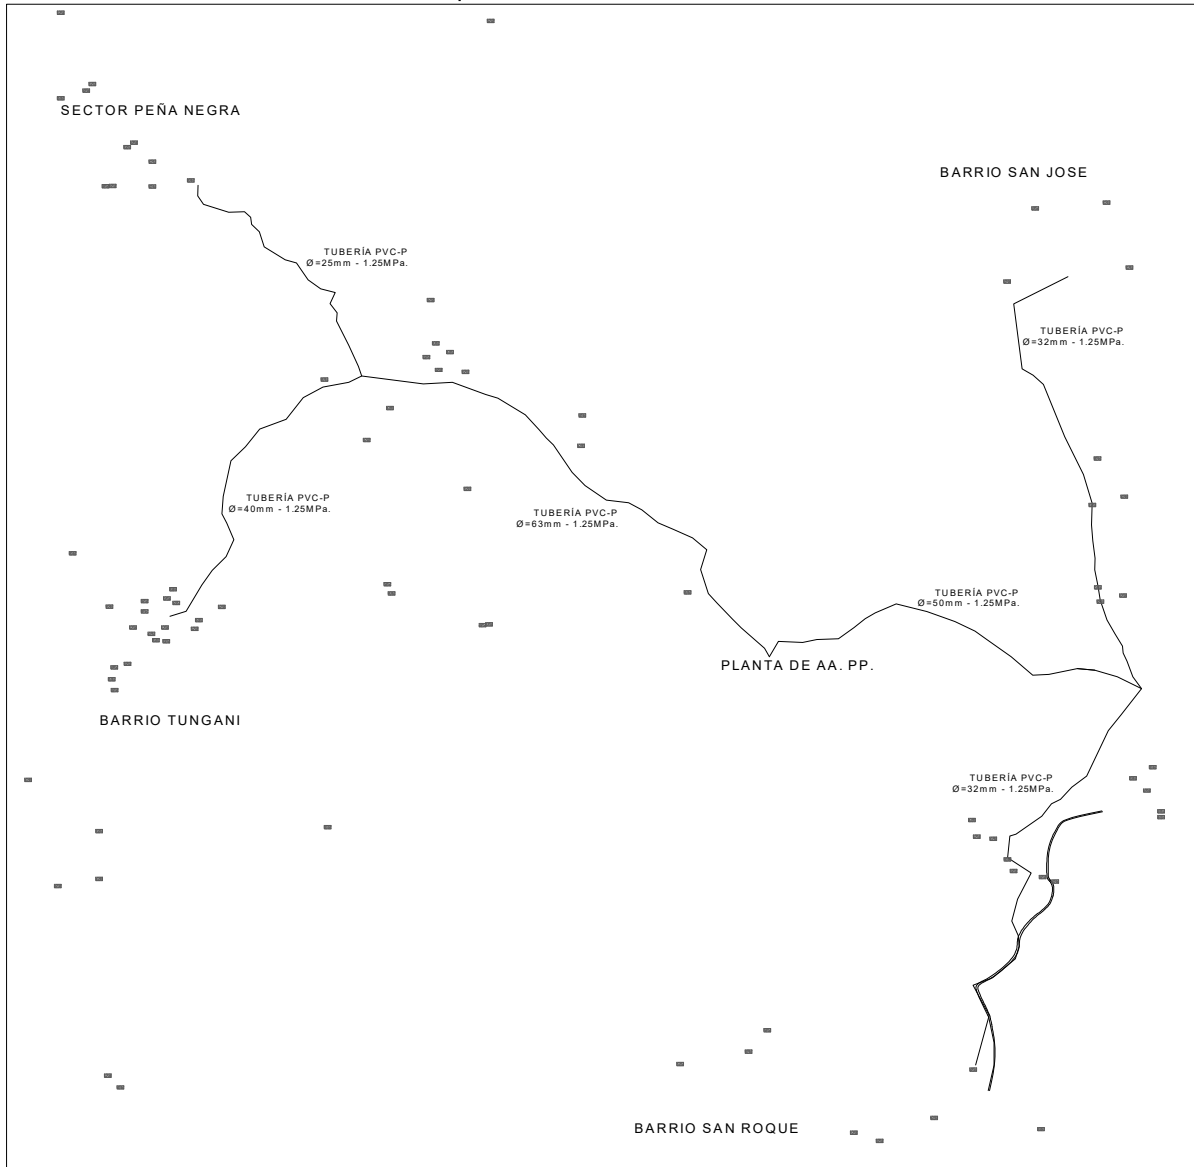 SECTOR PEÑA NEGRA
BARRIO SAN JOSE
TUBERÍA PVC-P
Ø=25mm - 1.25MPa.
TUBERÍA PVC-P
Ø=32mm - 1.25MPa.
TUBERÍA PVC-P
Ø=40mm - 1.25MPa.
TUBERÍA PVC-P
Ø=63mm - 1.25MPa.
TUBERÍA PVC-P
Ø=50mm - 1.25MPa.
PLANTA DE AA. PP.
BARRIO TUNGANI
TUBERÍA PVC-P
Ø=32mm - 1.25MPa.
BARRIO SAN ROQUE